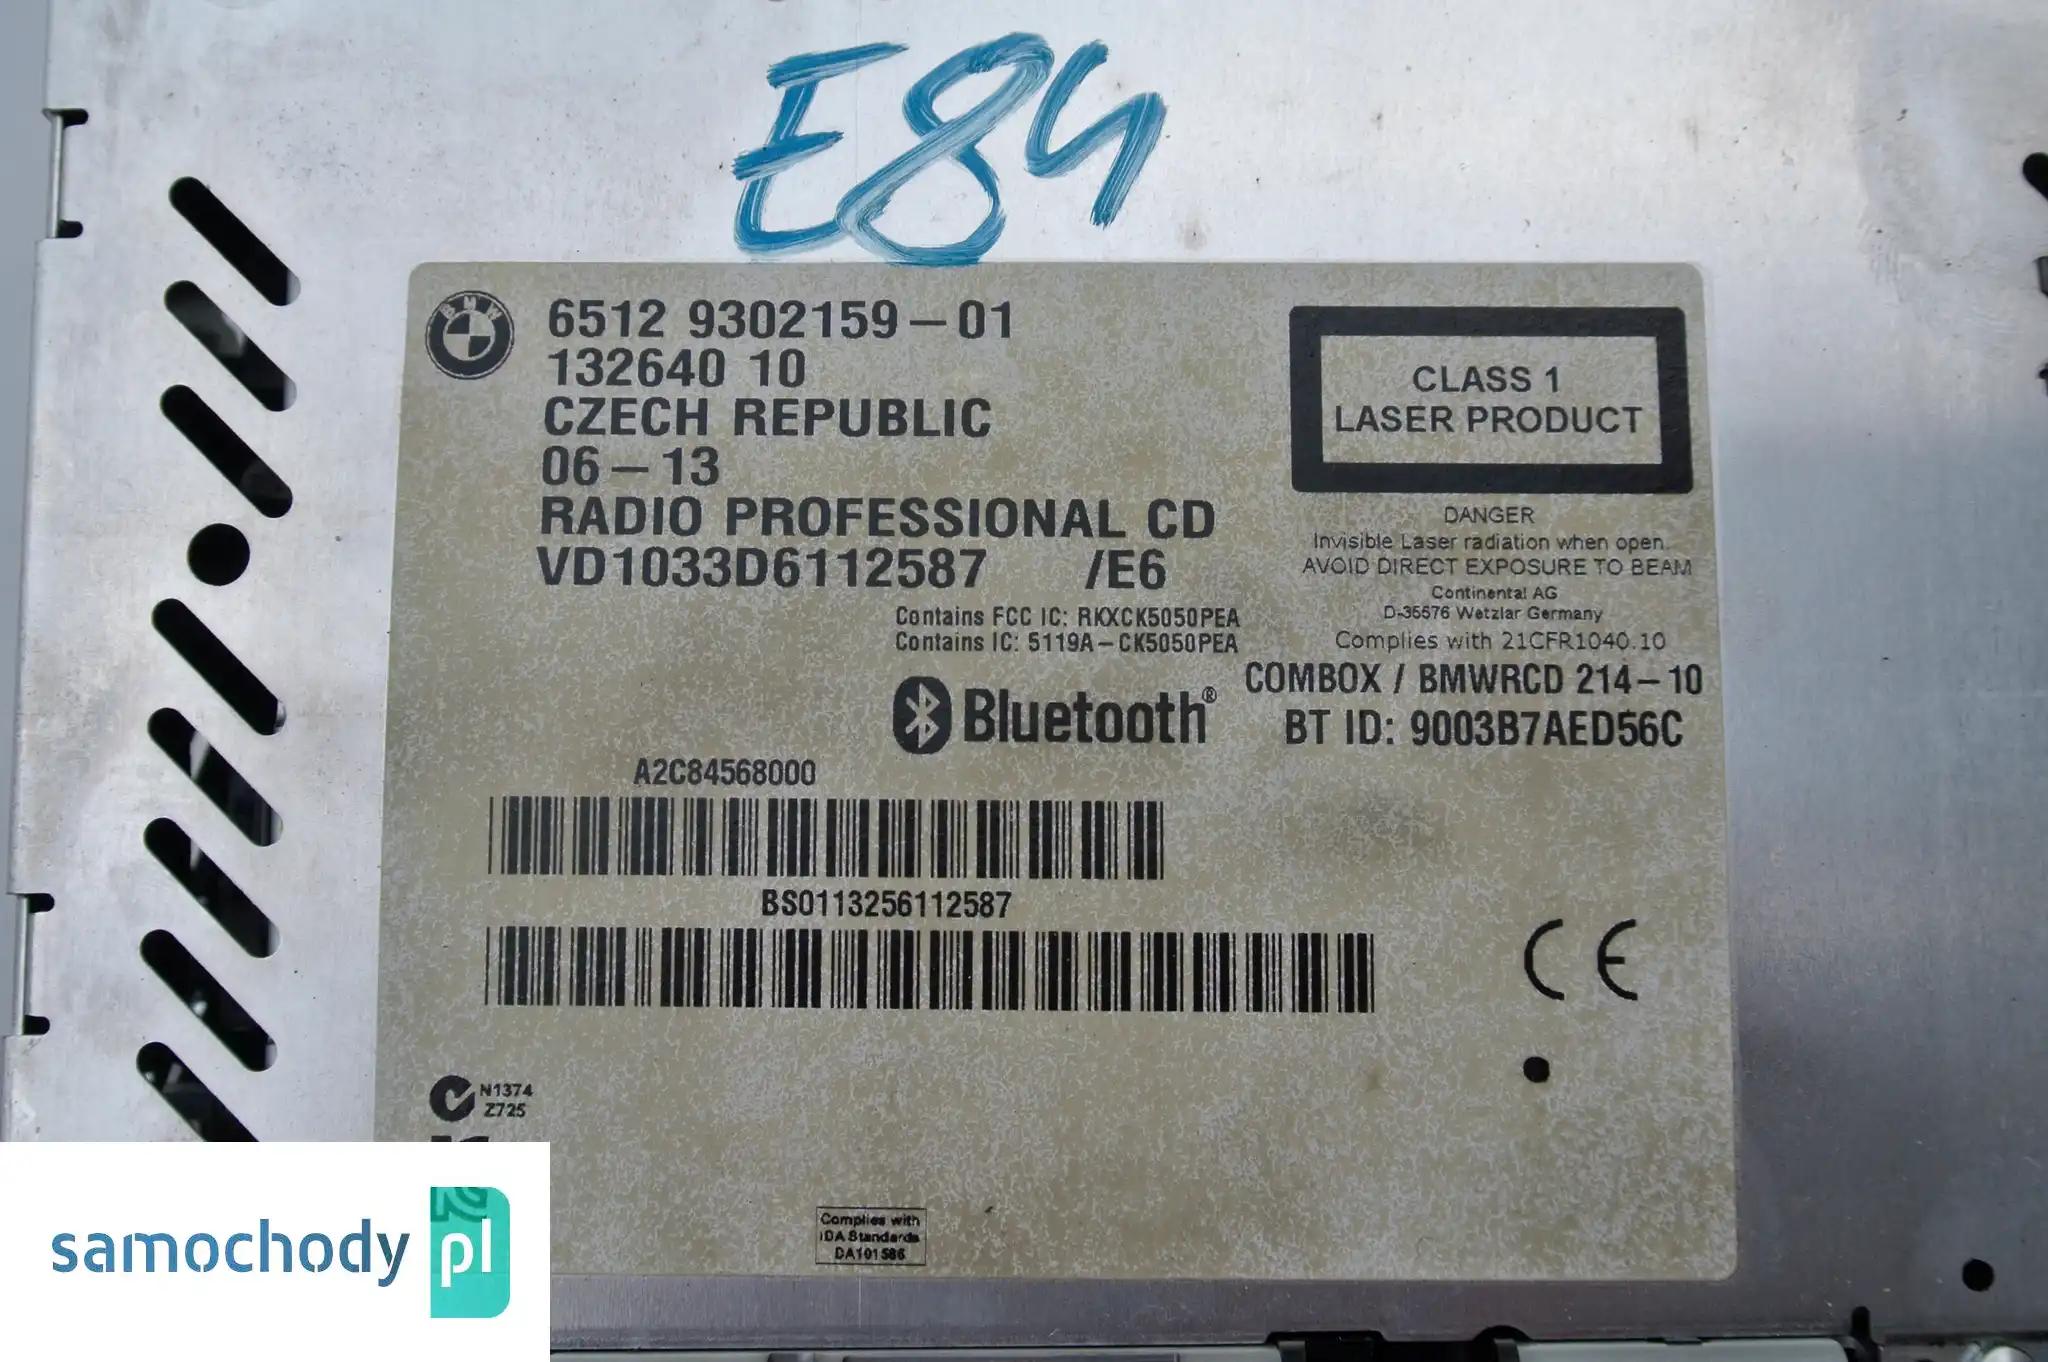 E84
BMW
6512 9302159-01
132640 10
CZECH REPUBLIC
06-13
RADIO PROFESSIONAL CD
VD1033D6112587 /E6
CLASS 1
LASER PRODUCT
DANGER
Invisible Laser radiation when open.
AVOID DIRECT EXPOSURE TO BEAM
Continental AG
D-35576 Wetzlar Germany
Complies with 21CFR1040.10
Contains FCC IC: RKXCK5050PEA
Contains IC: 5119A-CK5050PEA
COMBOX / BMWRCD 214-10
Bluetooth®
BT ID: 9003B7AED56C
A2C84568000
BS0113256112587
CE
N1374
Z725
Complies with
IDA Standards
DA101586
samochody pl